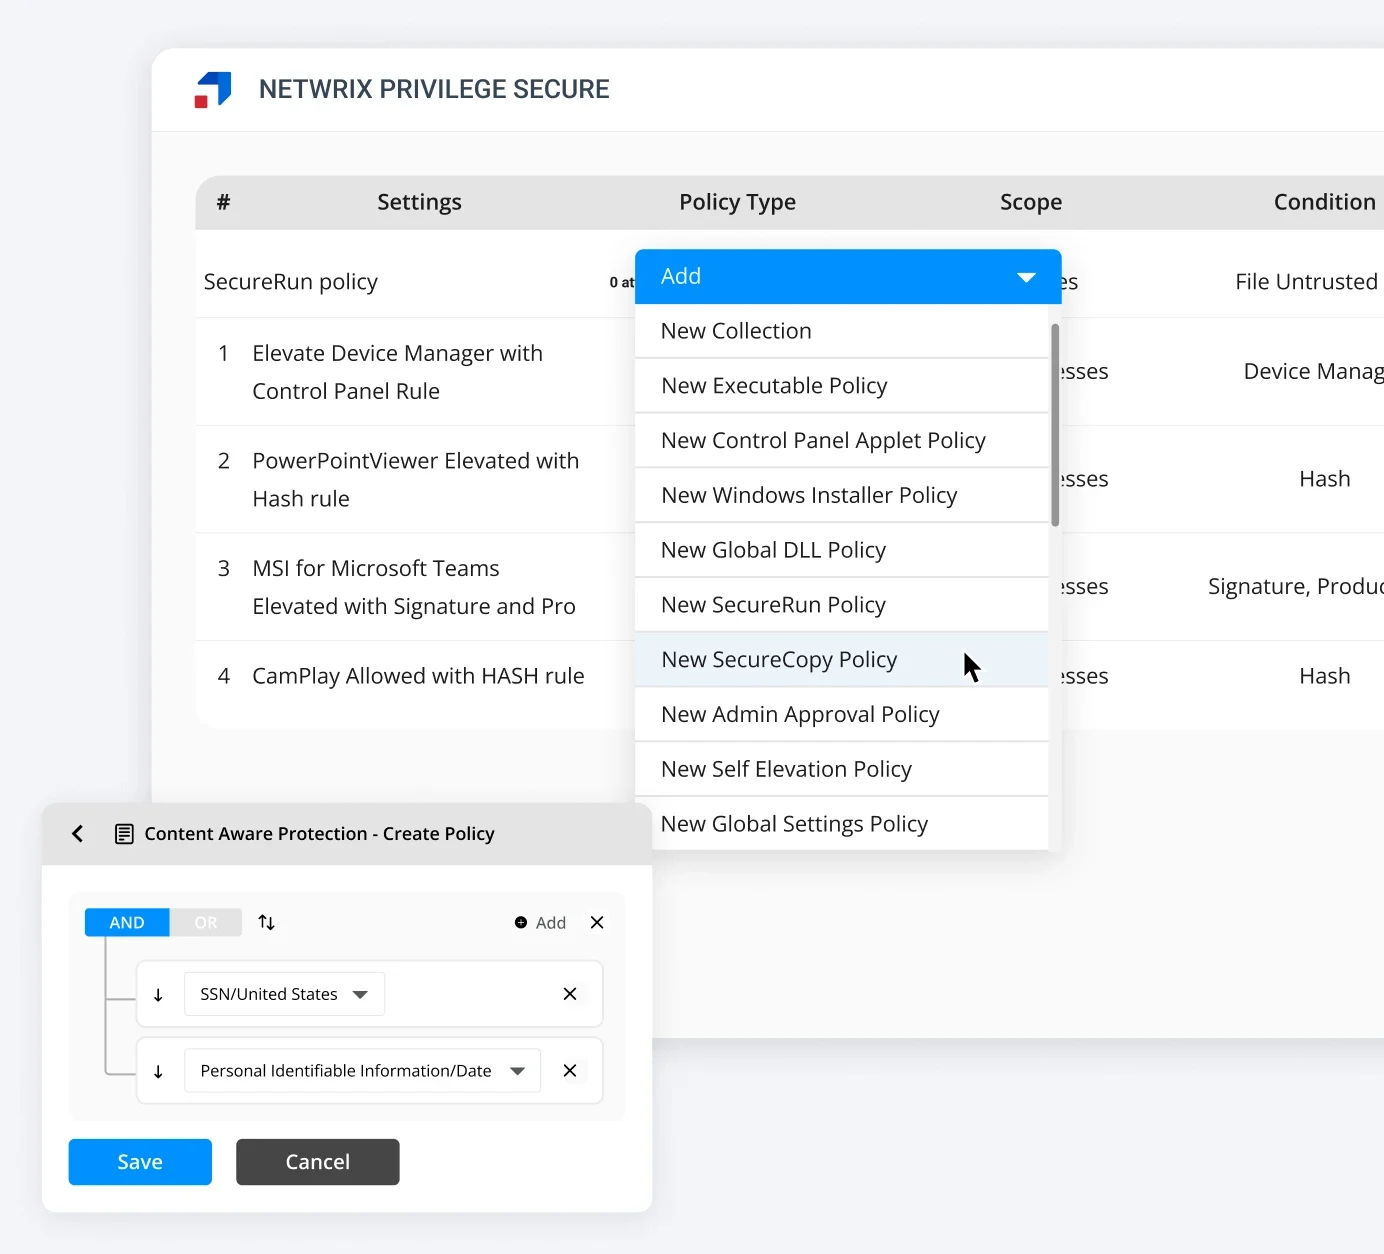 NETWRIX PRIVILEGE SECURE
# Settings Policy Type Scope Condition
SecureRun policy 0 at es File Untrusted
1 Elevate Device Manager with
Control Panel Rule
esses Device Manag
2 PowerPointViewer Elevated with
Hash rule
esses Hash
3 MSI for Microsoft Teams
Elevated with Signature and Pro
esses Signature, Produc
4 CamPlay Allowed with HASH rule esses Hash
Add
New Collection
New Executable Policy
New Control Panel Applet Policy
New Windows Installer Policy
New Global DLL Policy
New SecureRun Policy
New SecureCopy Policy
New Admin Approval Policy
New Self Elevation Policy
New Global Settings Policy
Content Aware Protection - Create Policy
AND OR Add
SSN/United States
Personal Identifiable Information/Date
Save Cancel